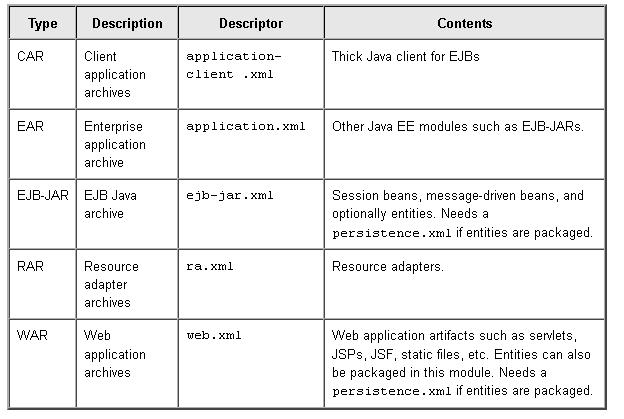 Type Description Descriptor Contents
CAR Client application- Thick Java client for EJBs
application client .xml
archives
EAR Enterprise application.xml Other Java EE modules such as EJB-JARs.
application
archive
EJB-JAR EJB Java ejb-jar.xml Session beans, message-driven beans, and
archive optionally entities. Needs a
persistence.xml if entities are packaged.
RAR Resource ra.xml Resource adapters.
adapter
archives
WAR Web web.xml Web application artifacts such as servlets,
application JSPs, JSF, static files, etc. Entities can also
archives be packaged in this module. Needs a
persistence.xml if entities are packaged.